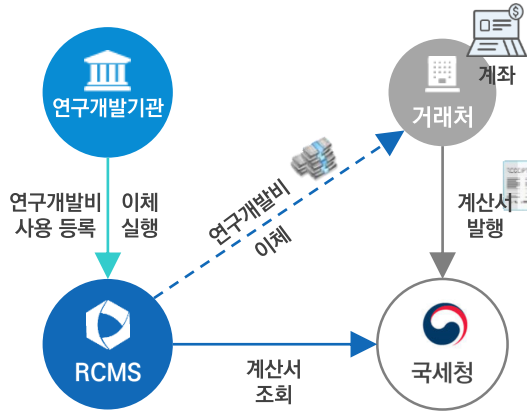 연구개발기관
계좌
거래처
연구개발비
사용 등록
이체
실행
연구개발비
이체
계산서
발행
RCMS
계산서
조회
국세청